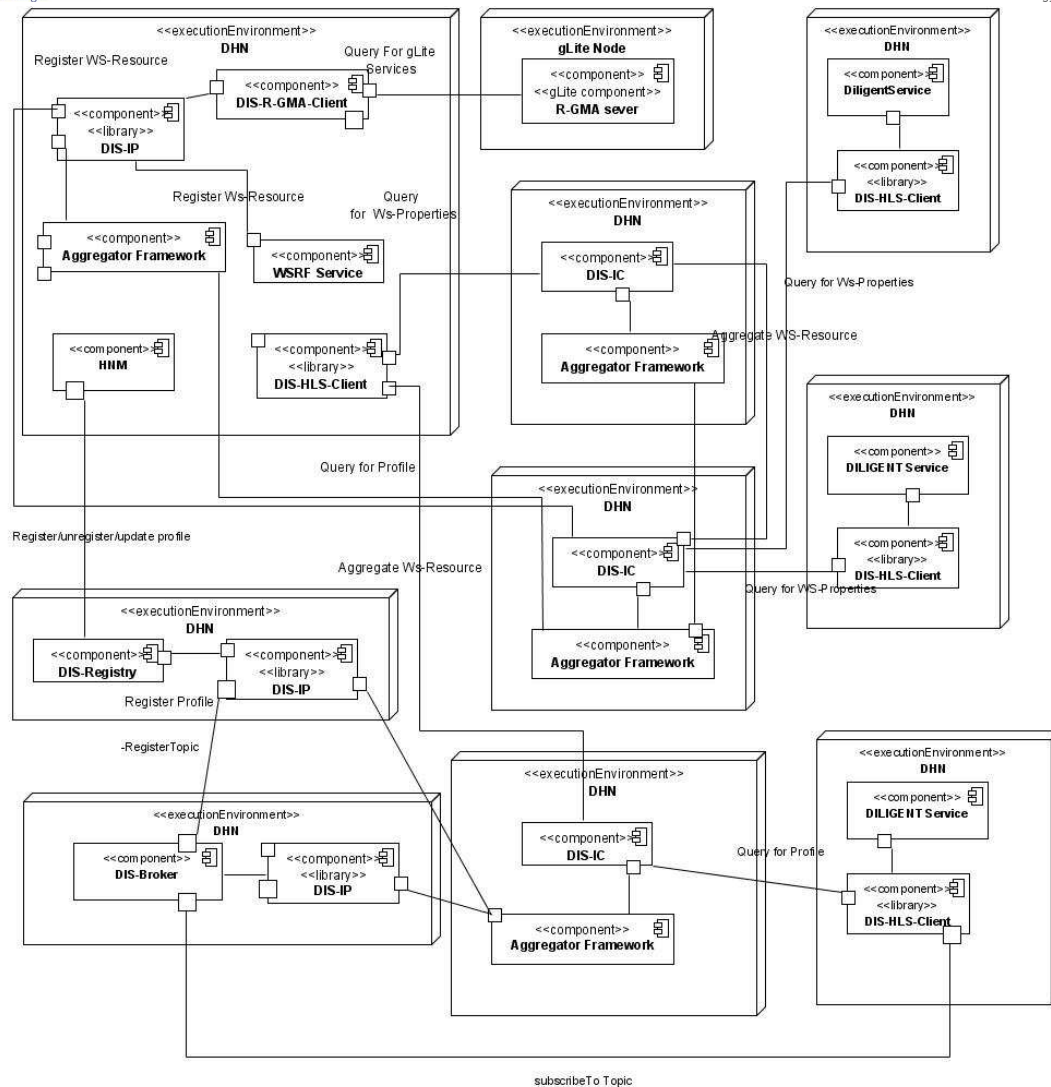 <<executionEnvironment>>
DHN
Register WS-Resource
Query For gLite
Services
<<component>>
DIS-R-GMA-Client
<<component>>
<<library>>
DIS-IP
Register Ws-Resource
Query
for Ws-Properties
<<component>>
Aggregator Framework
<<component>>
WSRF Service
<<component>>
HNM
<<component>>
<<library>>
DIS-HLS-Client
<<executionEnvironment>>
gLite Node
<<component>>
<<gLite component>>
R-GMA sever
<<executionEnvironment>>
DHN
<<component>>
DiligentService
<<component>>
<<library>>
DIS-HLS-Client
<<executionEnvironment>>
DHN
<<component>>
DIS-IC
Query for Ws-Properties
Aggregate WS-Resource
<<component>>
Aggregator Framework
<<executionEnvironment>>
DHN
<<component>>
DILIGENT Service
<<component>>
<<library>>
DIS-HLS-Client
Query for Profile
<<executionEnvironment>>
DHN
<<component>>
DIS-IC
Query for WS-Properties
Register/unregister/update profile
Aggregate Ws-Resource
<<component>>
Aggregator Framework
<<executionEnvironment>>
DHN
<<component>>
DIS-Registry
<<component>>
<<library>>
DIS-IP
Register Profile
-RegisterTopic
<<executionEnvironment>>
DHN
<<component>>
DIS-Broker
<<component>>
<<library>>
DIS-IP
<<executionEnvironment>>
DHN
<<component>>
DIS-IC
Query for Profile
<<component>>
Aggregator Framework
<<executionEnvironment>>
DHN
<<component>>
DILIGENT Service
<<component>>
<<library>>
DIS-HLS-Client
subscribeTo Topic